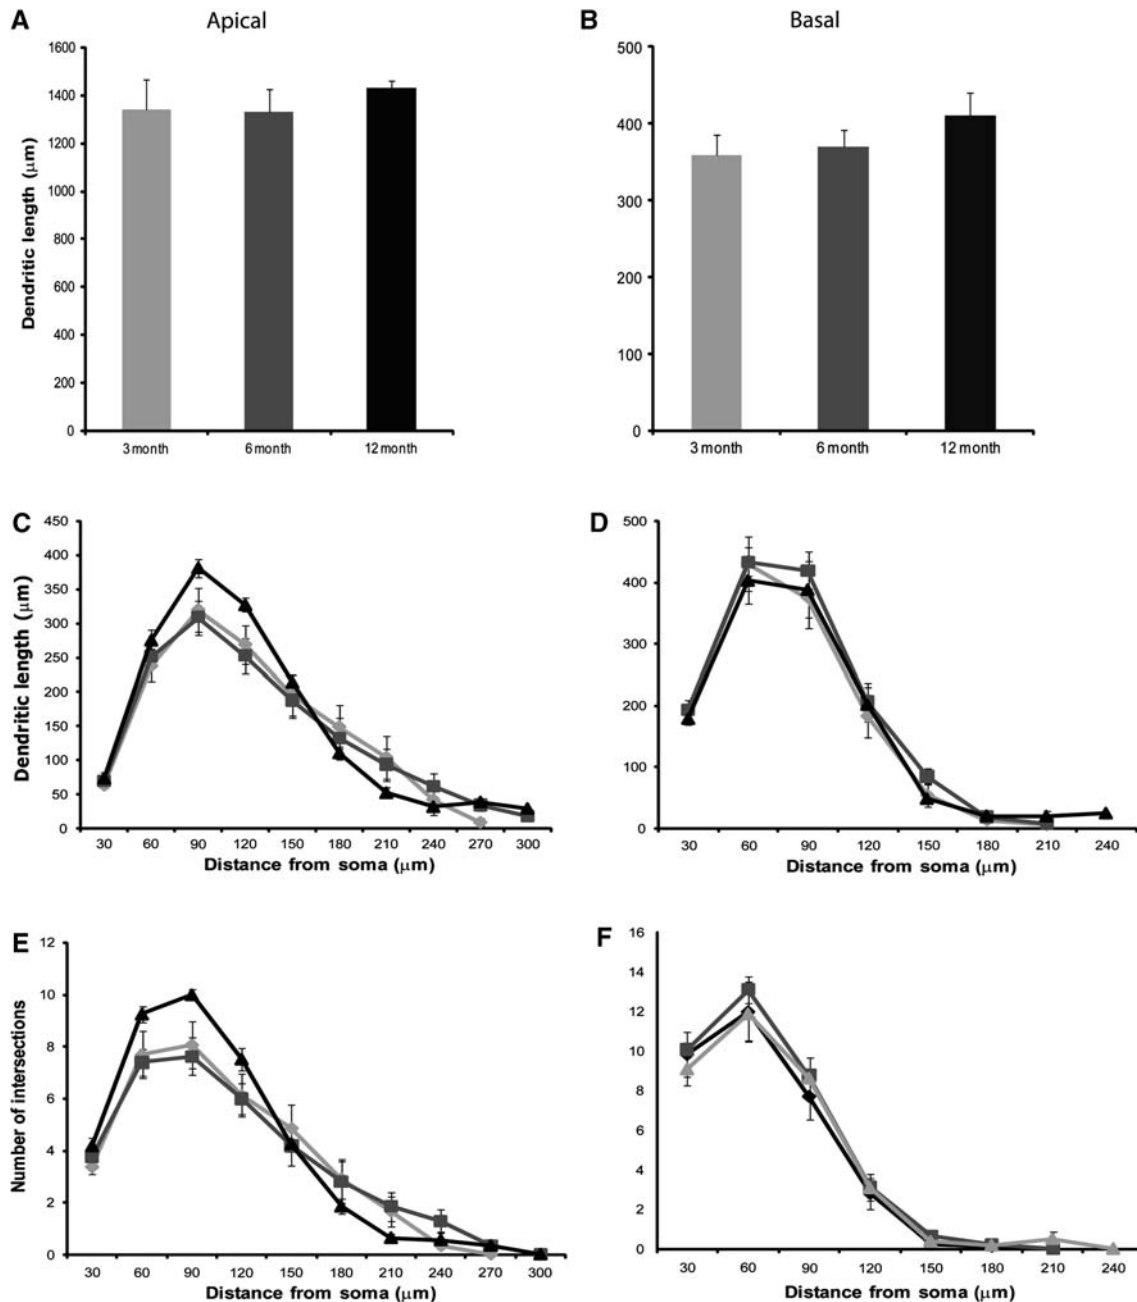 A
Apical
B
Basal
1600
1400
1200
1000
800
600
400
200
0
Dendritic length (µm)
3 month
6 month
12 month
500
400
300
200
100
0
3 month
6 month
12 month
C
450
400
350
300
250
200
150
100
50
0
Dendritic length (µm)
30 60 90 120 150 180 210 240 270 300
Distance from soma (µm)
D
500
400
300
200
100
0
30 60 90 120 150 180 210 240
Distance from soma (µm)
E
12
10
8
6
4
2
0
Number of intersections
30 60 90 120 150 180 210 240 270 300
Distance from soma (µm)
F
16
14
12
10
8
6
4
2
0
30 60 90 120 150 180 210 240
Distance from soma (µm)